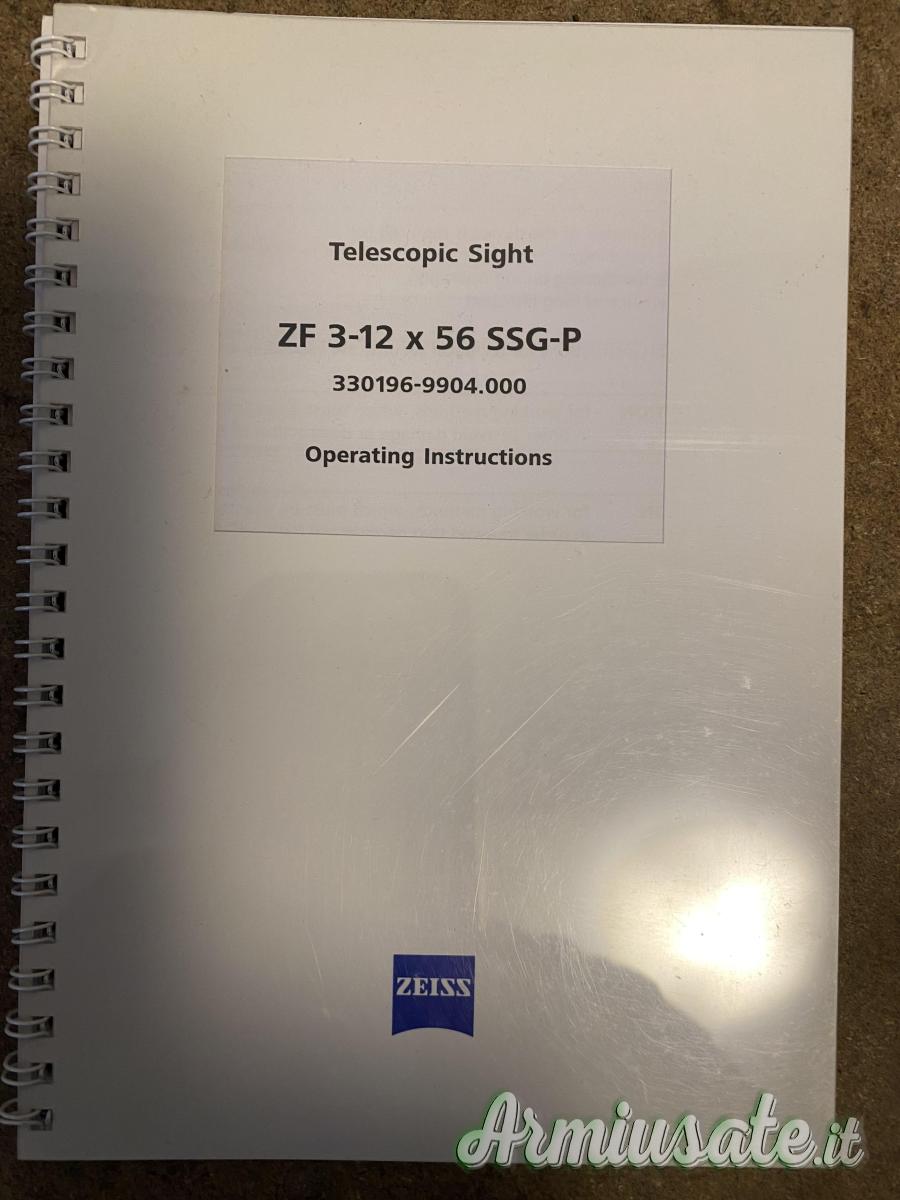 Telescopic Sight
ZF 3-12 x 56 SSG-P
330196-9904.000
Operating Instructions
ZEISS
Armiusate.it